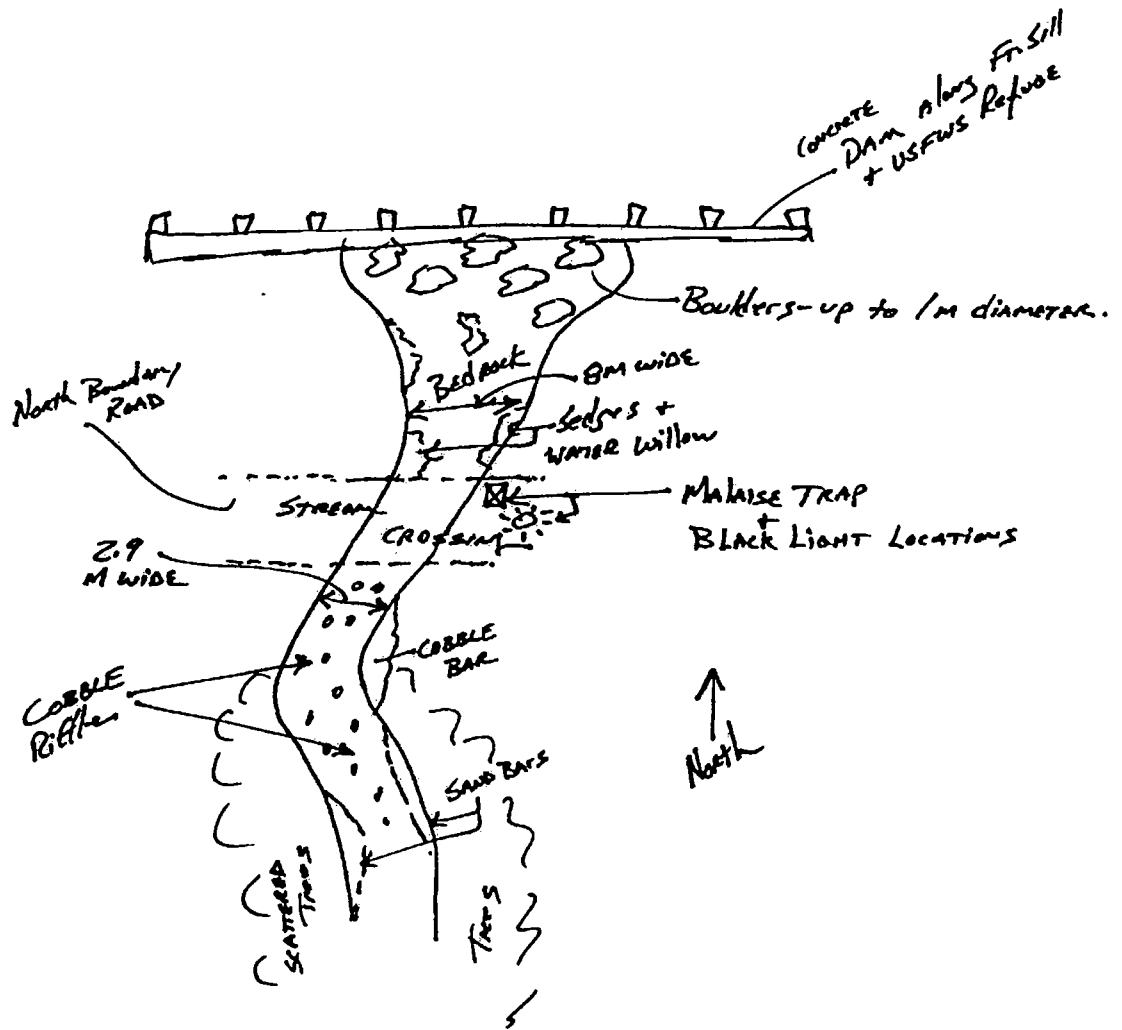 CONCRETE
DAM Along Ft. Sill
+ USFWS Refuge
Boulders - up to 1 M diameter.
BEDROCK
8M WIDE
North Boundary
ROAD
Sedges +
WATER Willow
STREAM
CROSSING
MALAISE TRAP
+
BLACK LIGHT LOCATIONS
2.9
M WIDE
COBBLE
BAR
COBBLE
Riffles
North
SAND BARS
SCATTERED
Trees
Trees